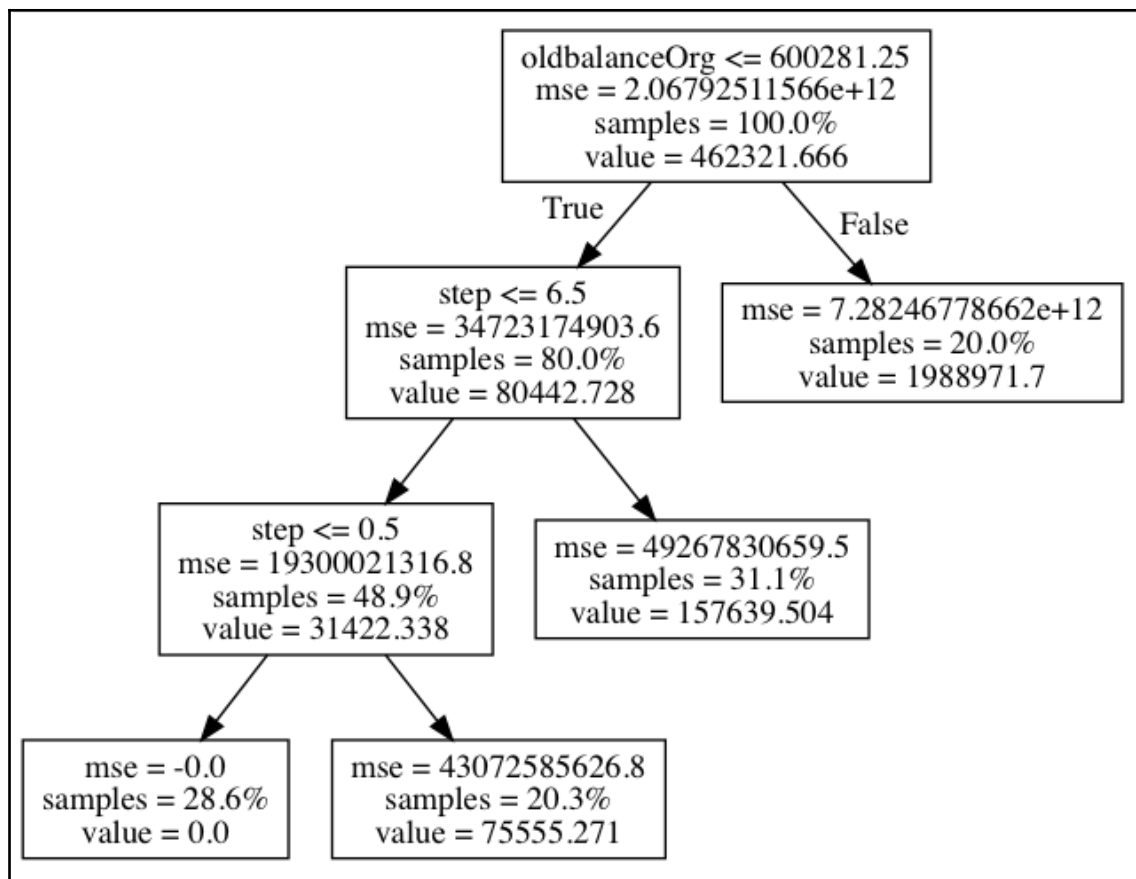 oldbalanceOrg <= 600281.25
mse = 2.06792511566e+12
samples = 100.0%
value = 462321.666
True
False
step <= 6.5
mse = 34723174903.6
samples = 80.0%
value = 80442.728
mse = 7.28246778662e+12
samples = 20.0%
value = 1988971.7
step <= 0.5
mse = 19300021316.8
samples = 48.9%
value = 31422.338
mse = 49267830659.5
samples = 31.1%
value = 157639.504
mse = -0.0
samples = 28.6%
value = 0.0
mse = 43072585626.8
samples = 20.3%
value = 75555.271